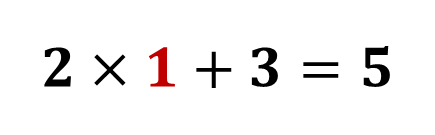 2 × 1 + 3 = 5